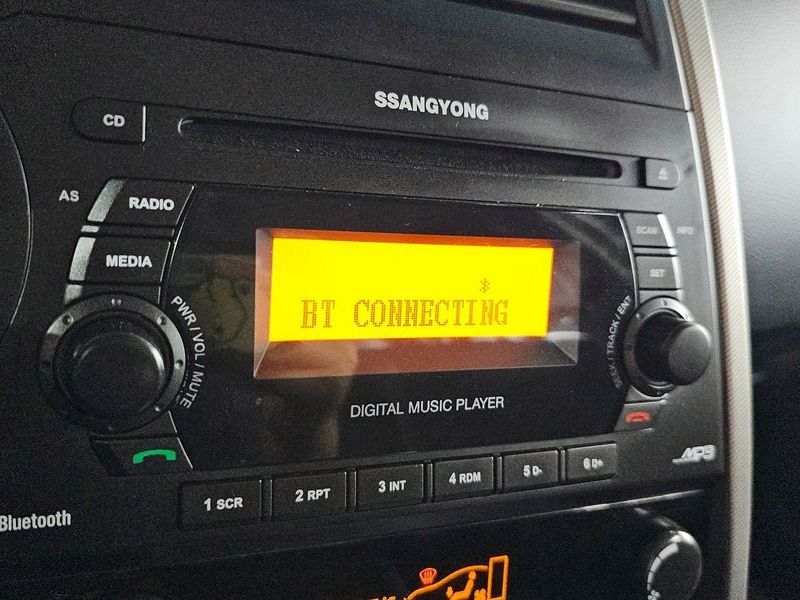 SSANGYONG
CD
AS
RADIO
SCAN
INFO
MEDIA
SET
BT CONNECTING
PWR / VOL / MUTE
SEEK / TRACK / ENT
DIGITAL MUSIC PLAYER
MP3
1 SCR
2 RPT
3 INT
4 RDM
5 D-
6 D+
Bluetooth